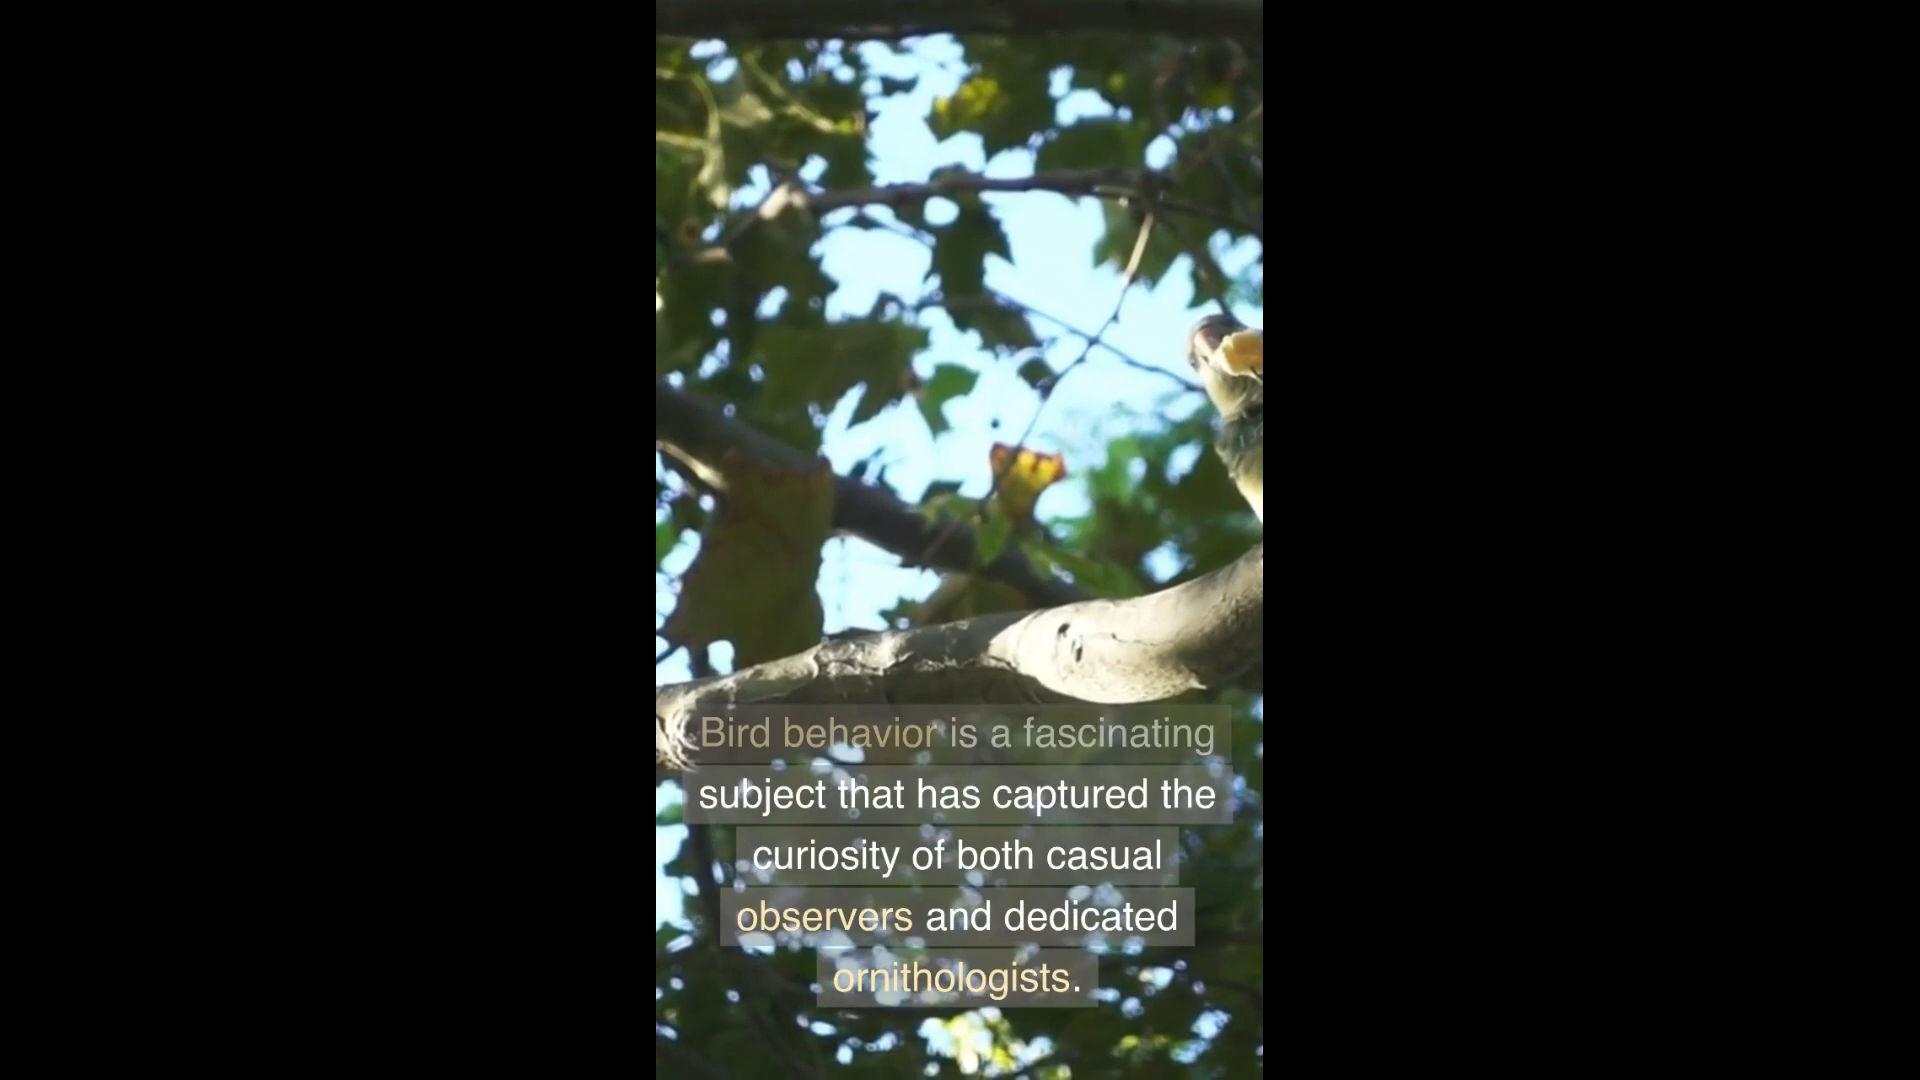 Bird behavior is a fascinating
subject that has captured the
curiosity of both casual
observers and dedicated
ornithologists.